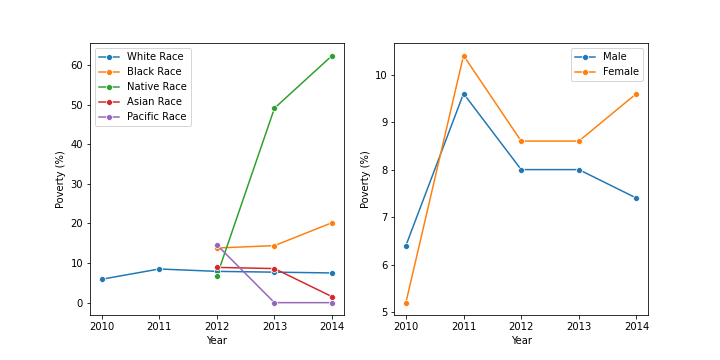 White Race
Black Race
Native Race
Asian Race
Pacific Race
Poverty (%)
60
50
40
30
20
10
0
2010 2011 2012 2013 2014
Year
Male
Female
Poverty (%)
10
9
8
7
6
5
2010 2011 2012 2013 2014
Year